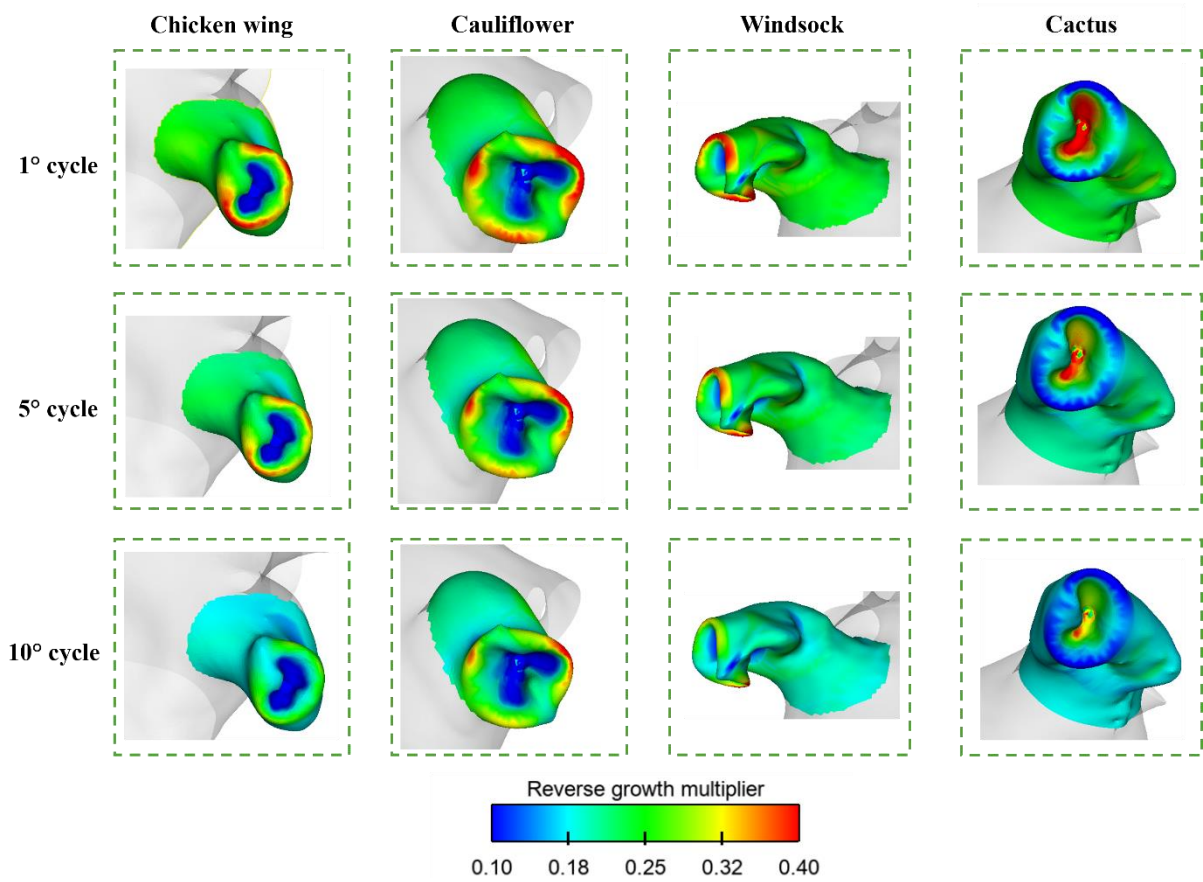 Chicken wing Cauliflower Windsock Cactus
1° cycle
5° cycle
10° cycle
Reverse growth multiplier
0.10 0.18 0.25 0.32 0.40